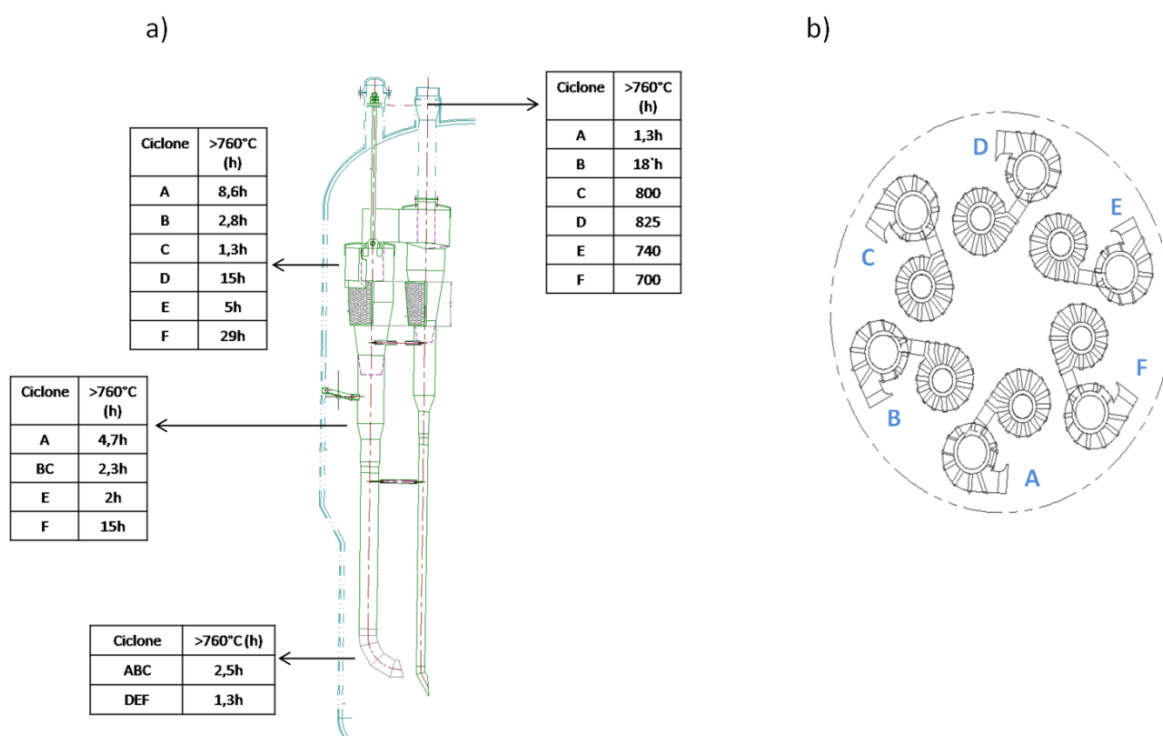 a)
b)
Ciclone >760°C (h)
A 1,3h
B 18`h
C 800
D 825
E 740
F 700
Ciclone >760°C (h)
A 8,6h
B 2,8h
C 1,3h
D 15h
E 5h
F 29h
Ciclone >760°C (h)
A 4,7h
BC 2,3h
E 2h
F 15h
Ciclone >760°C (h)
ABC 2,5h
DEF 1,3h
D
E
C
F
B
A